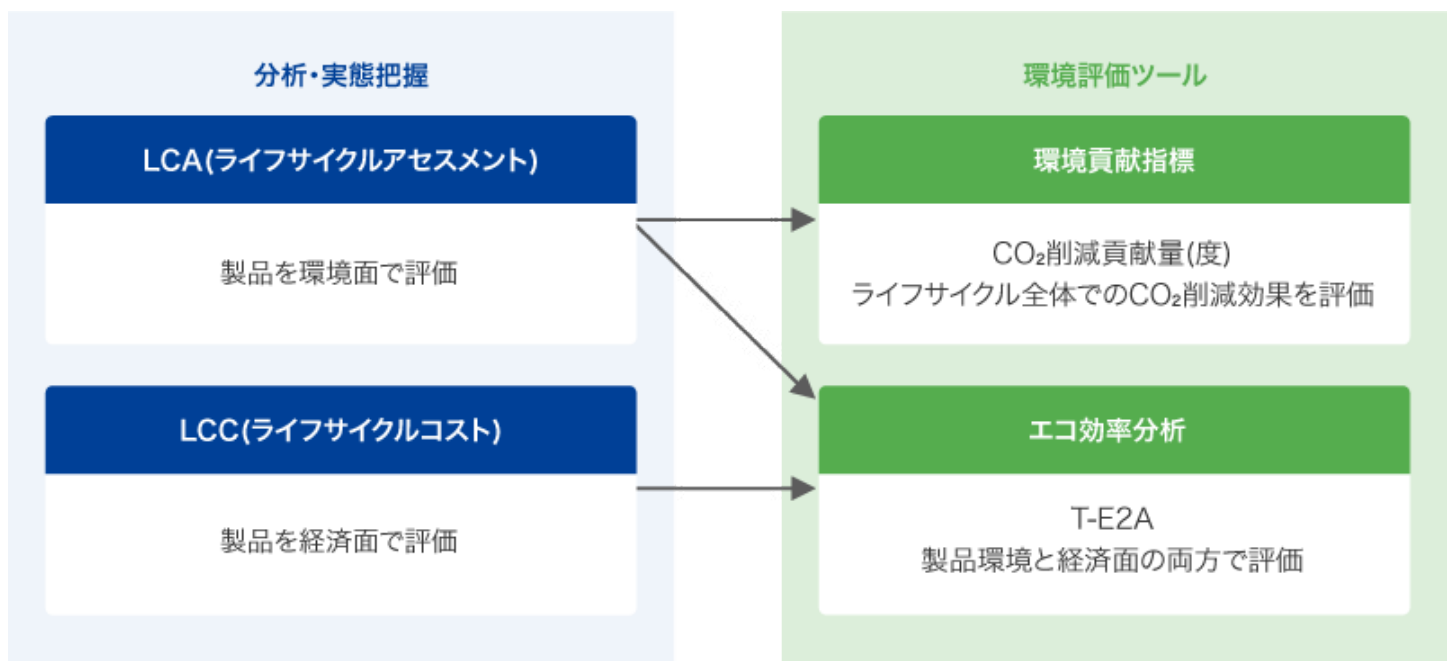 分析・実態把握
LCA(ライフサイクルアセスメント)
製品を環境面で評価
LCC(ライフサイクルコスト)
製品を経済面で評価
環境評価ツール
環境貢献指標
CO₂削減貢献量(度)
ライフサイクル全体でのCO₂削減効果を評価
エコ効率分析
T-E2A
製品環境と経済面の両方で評価